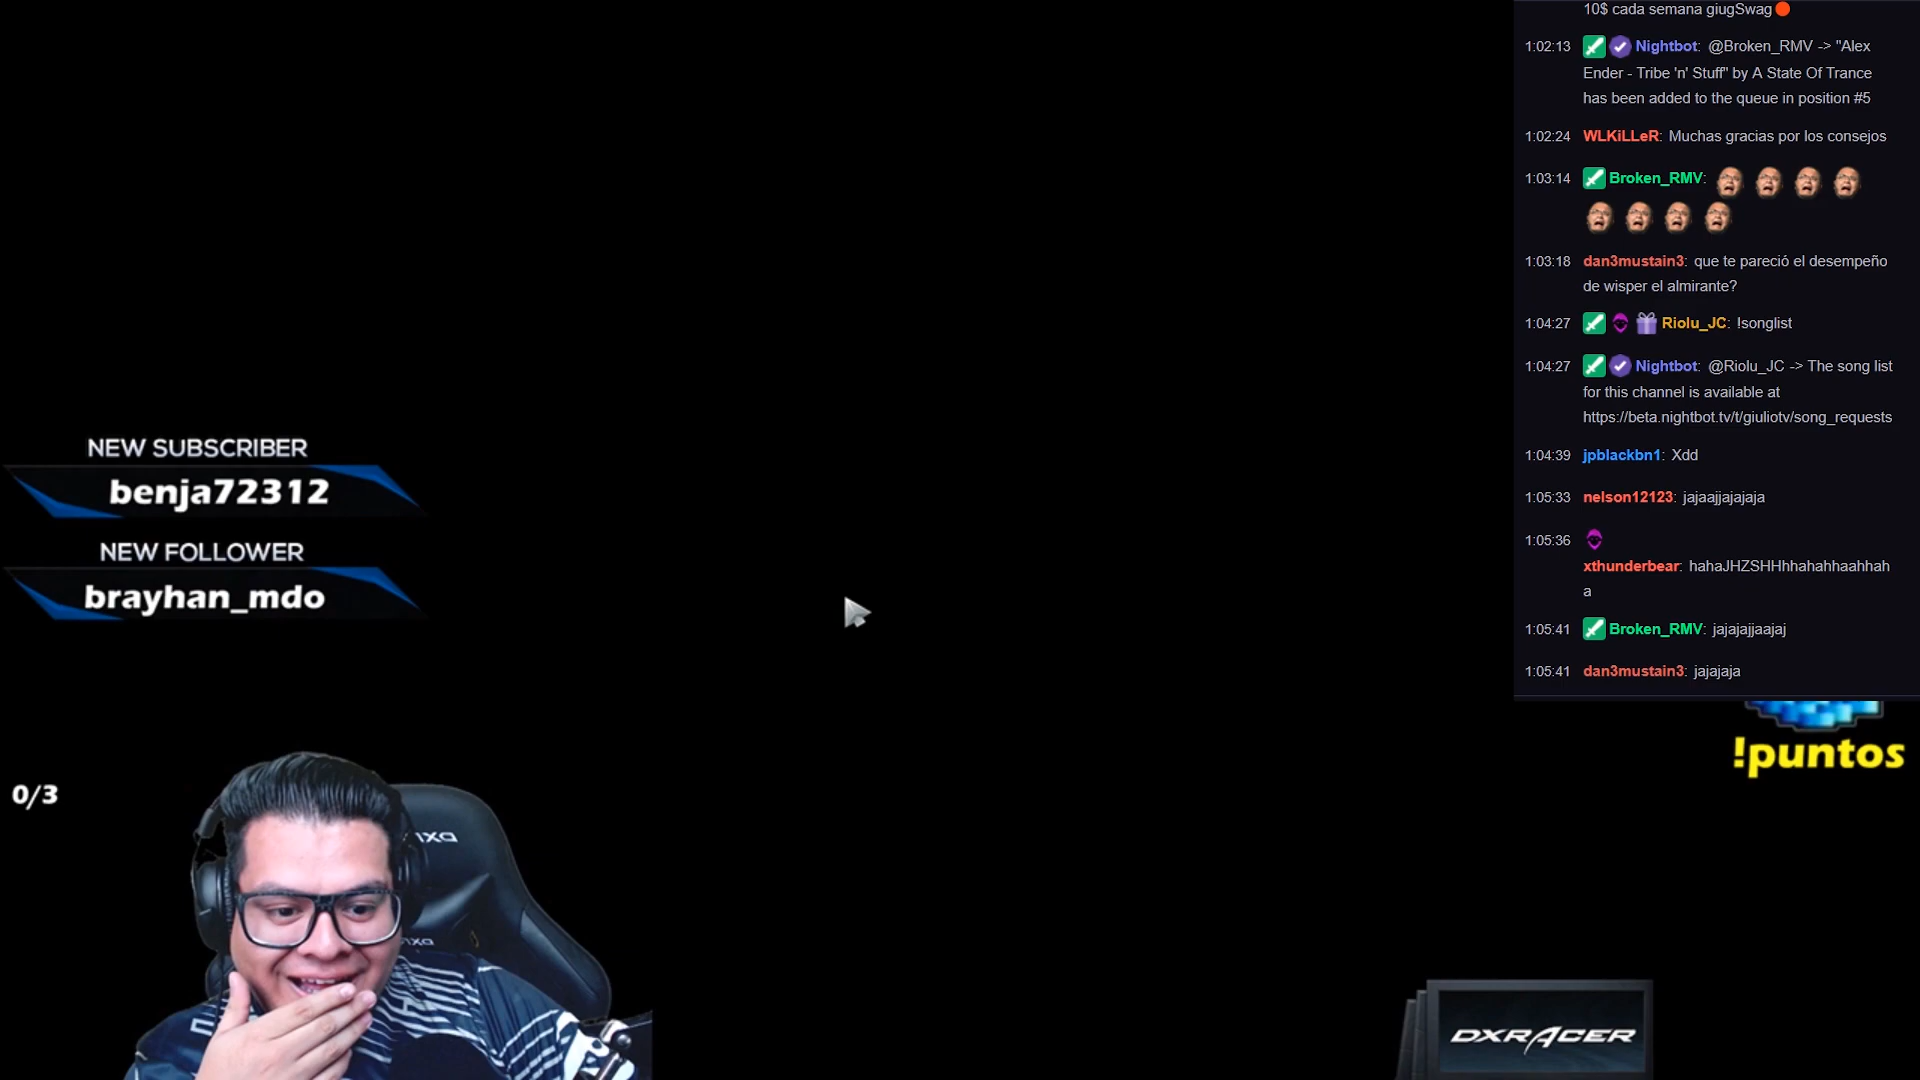 10$ cada semana giugSwag
1:02:13 Nightbot: @Broken_RMV -> "Alex
Ender - Tribe 'n' Stuff" by A State Of Trance
has been added to the queue in position #5
1:02:24 WLKiLLeR: Muchas gracias por los consejos
1:03:14 Broken_RMV:
1:03:18 dan3mustain3: que te pareció el desempeño
de wisper el almirante?
1:04:27 Riolu_JC: !songlist
1:04:27 Nightbot: @Riolu_JC -> The song list
for this channel is available at
https://beta.nightbot.tv/t/giuliotv/song_requests
1:04:39 jpblackbn1: Xdd
1:05:33 nelson12123: jajaajjajajaja
1:05:36
xthunderbear: hahaJHZSHHhhahahhaahhah
a
1:05:41 Broken_RMV: jajajajjaajaj
1:05:41 dan3mustain3: jajajaja
NEW SUBSCRIBER
benja72312
NEW FOLLOWER
brayhan_mdo
!puntos
0/3
DXRACER